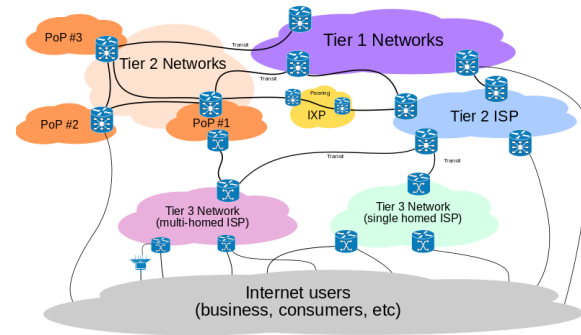 PoP #3
Transit
Tier 1 Networks
Tier 2 Networks
Transit
Peering
IXP
PoP #2
PoP #1
Tier 2 ISP
Transit
Transit
Tier 3 Network
(multi-homed ISP)
Tier 3 Network
(single homed ISP)
Internet users
(business, consumers, etc)